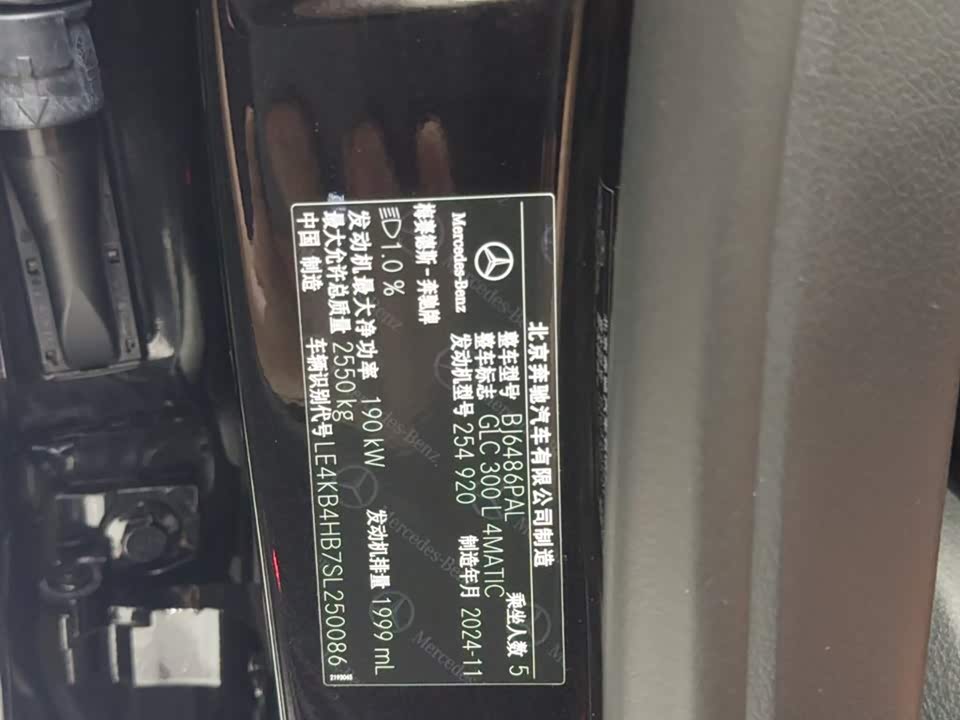 北京奔驰汽车有限公司制造
Mercedes-Benz
整车型号 BJ6486PAL 乘坐人数 5
整车标志 GLC 300 L 4MATIC
梅赛德斯-奔驰牌 发动机型号 254 920 制造年月 2024-11
1.0 %
发动机最大净功率 190 kW 发动机排量 1999 mL
最大允许总质量 2550 kg
中国 制造 车辆识别代号 LE4KB4HB7SL250086